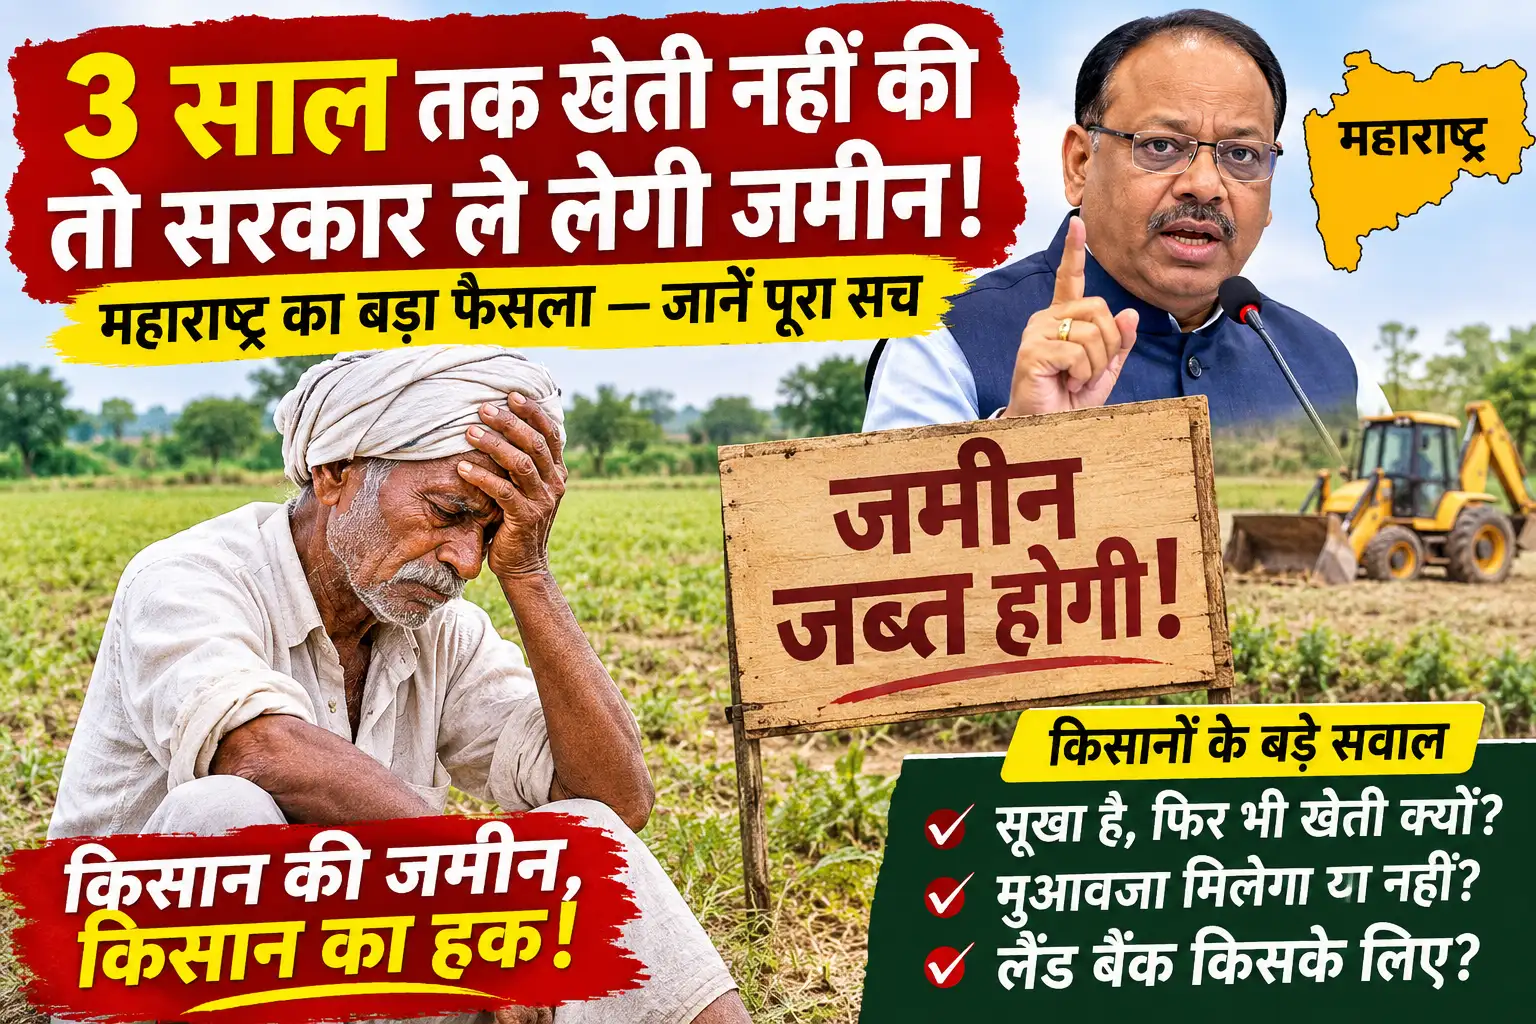 3 साल तक खेती नहीं की
तो सरकार ले लेगी जमीन!
महाराष्ट्र का बड़ा फैसला – जानें पूरा सच
महाराष्ट्र
जमीन
जब्त होगी!
किसान की जमीन,
किसान का हक!
किसानों के बड़े सवाल
सूखा है, फिर भी खेती क्यों?
मुआवजा मिलेगा या नहीं?
लैंड बैंक किसके लिए?